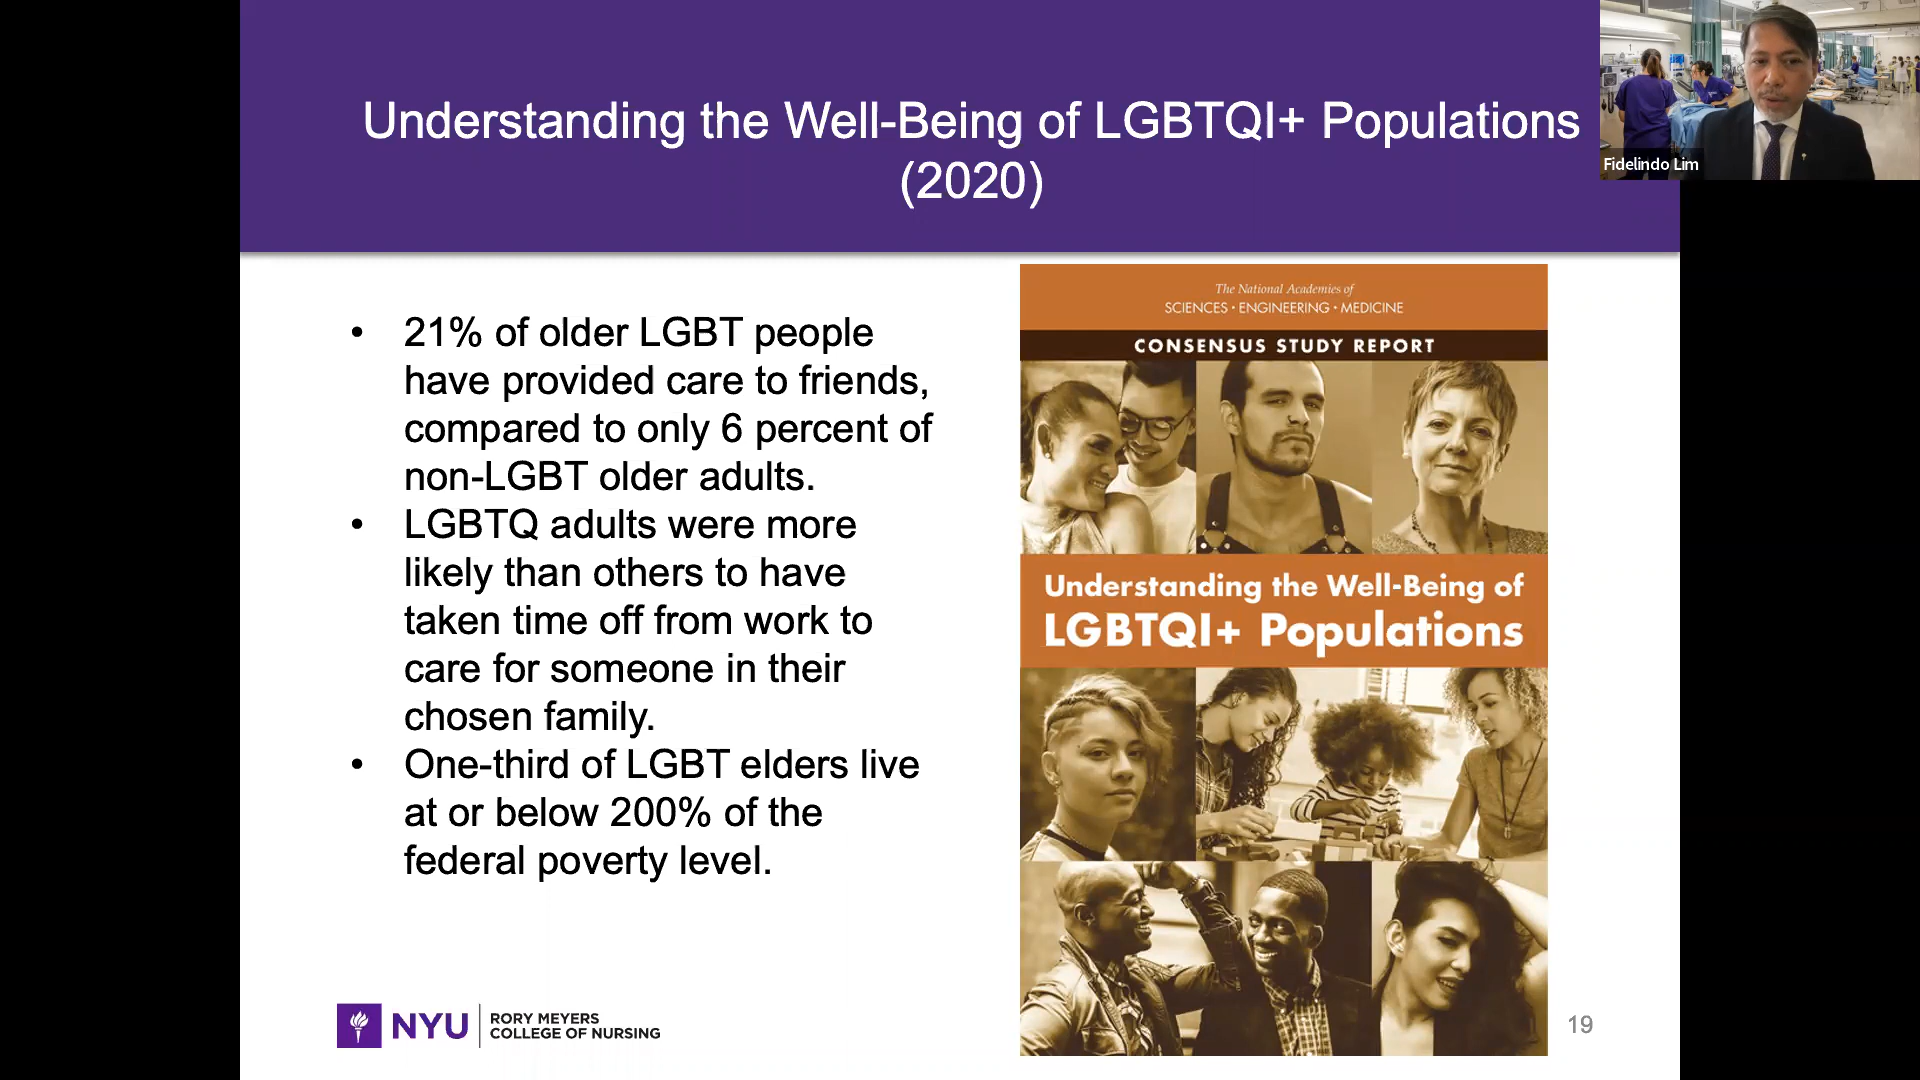 Understanding the Well-Being of LGBTQI+ Populations
(2020)
Fidelindo Lim
• 21% of older LGBT people
have provided care to friends,
compared to only 6 percent of
non-LGBT older adults.
• LGBTQ adults were more
likely than others to have
taken time off from work to
care for someone in their
chosen family.
• One-third of LGBT elders live
at or below 200% of the
federal poverty level.
The National Academies of
SCIENCES • ENGINEERING • MEDICINE
CONSENSUS STUDY REPORT
Understanding the Well-Being of
LGBTQI+ Populations
NYU
RORY MEYERS
COLLEGE OF NURSING
19